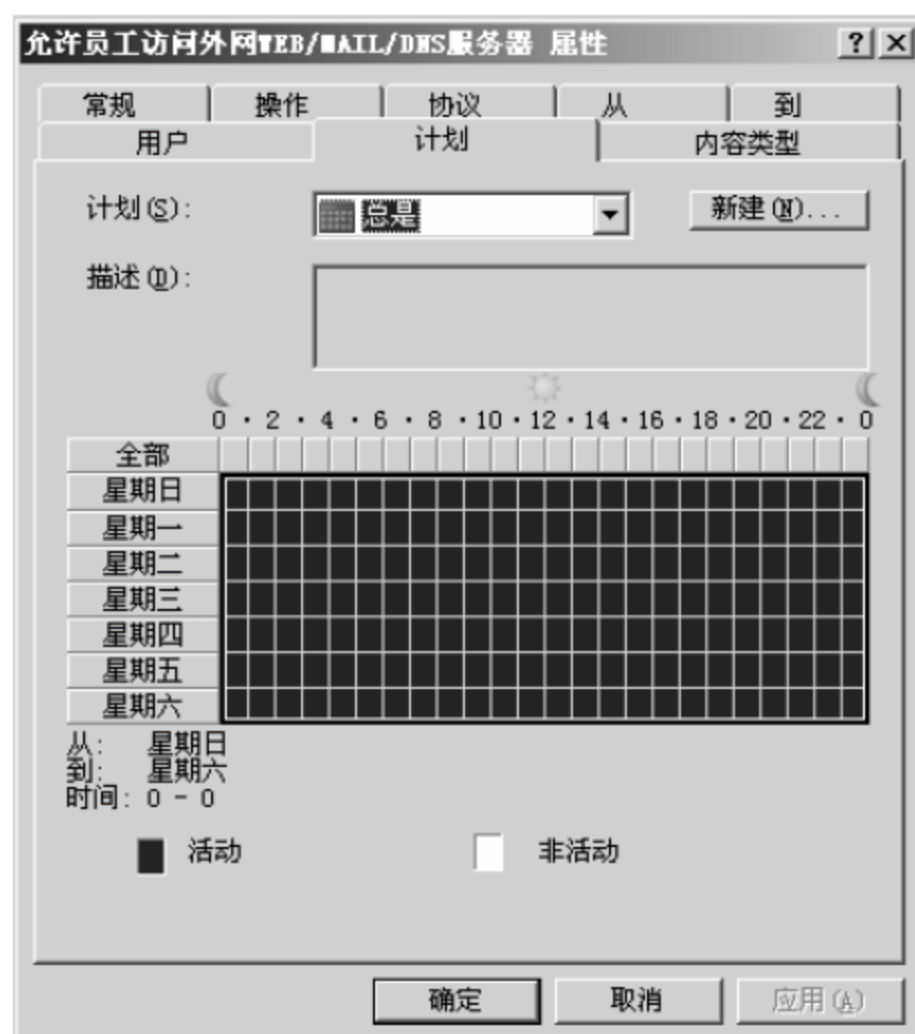 允许员工访问外网WEB/MAIL/DNS服务器 属性 ? ×
常规 操作 协议 从 到
用户 计划 内容类型
计划(S): 总是 新建(N)...
描述(D):
0 · 2 · 4 · 6 · 8 · 10 · 12 · 14 · 16 · 18 · 20 · 22 · 0
全部
星期日
星期一
星期二
星期三
星期四
星期五
星期六
从: 星期日
到: 星期六
时间: 0 - 0
活动 非活动
确定 取消 应用(A)